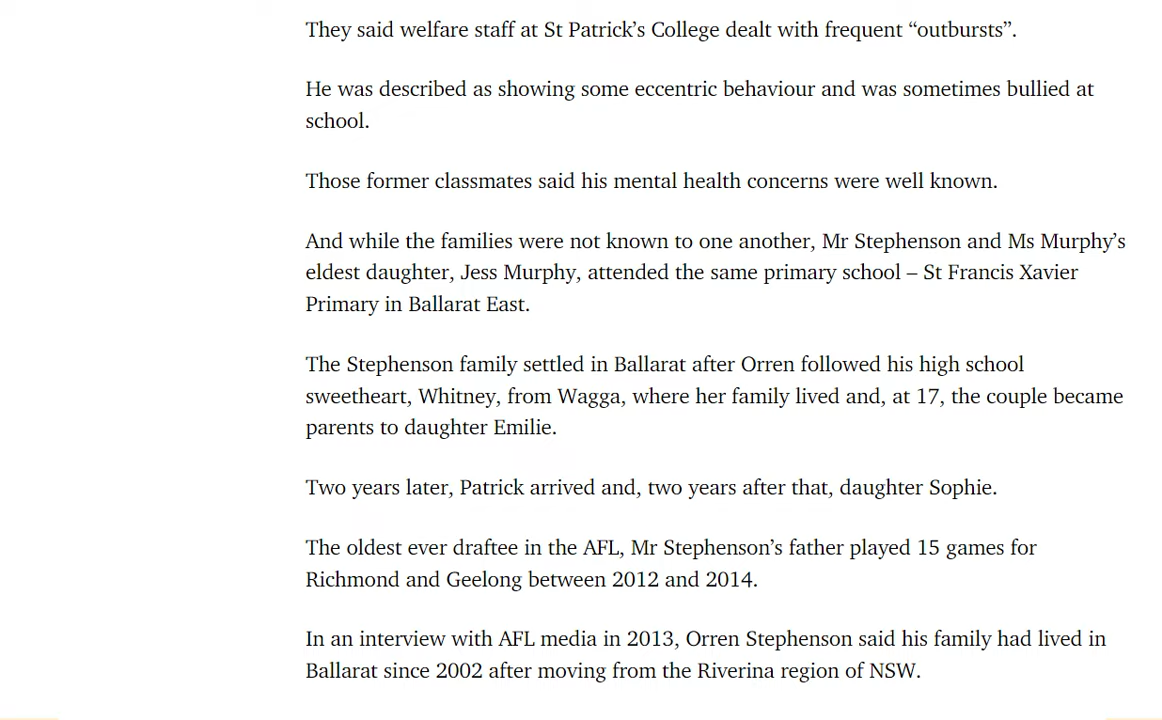 They said welfare staff at St Patrick’s College dealt with frequent “outbursts”.
He was described as showing some eccentric behaviour and was sometimes bullied at
school.
Those former classmates said his mental health concerns were well known.
And while the families were not known to one another, Mr Stephenson and Ms Murphy’s
eldest daughter, Jess Murphy, attended the same primary school – St Francis Xavier
Primary in Ballarat East.
The Stephenson family settled in Ballarat after Orren followed his high school
sweetheart, Whitney, from Wagga, where her family lived and, at 17, the couple became
parents to daughter Emilie.
Two years later, Patrick arrived and, two years after that, daughter Sophie.
The oldest ever draftee in the AFL, Mr Stephenson’s father played 15 games for
Richmond and Geelong between 2012 and 2014.
In an interview with AFL media in 2013, Orren Stephenson said his family had lived in
Ballarat since 2002 after moving from the Riverina region of NSW.